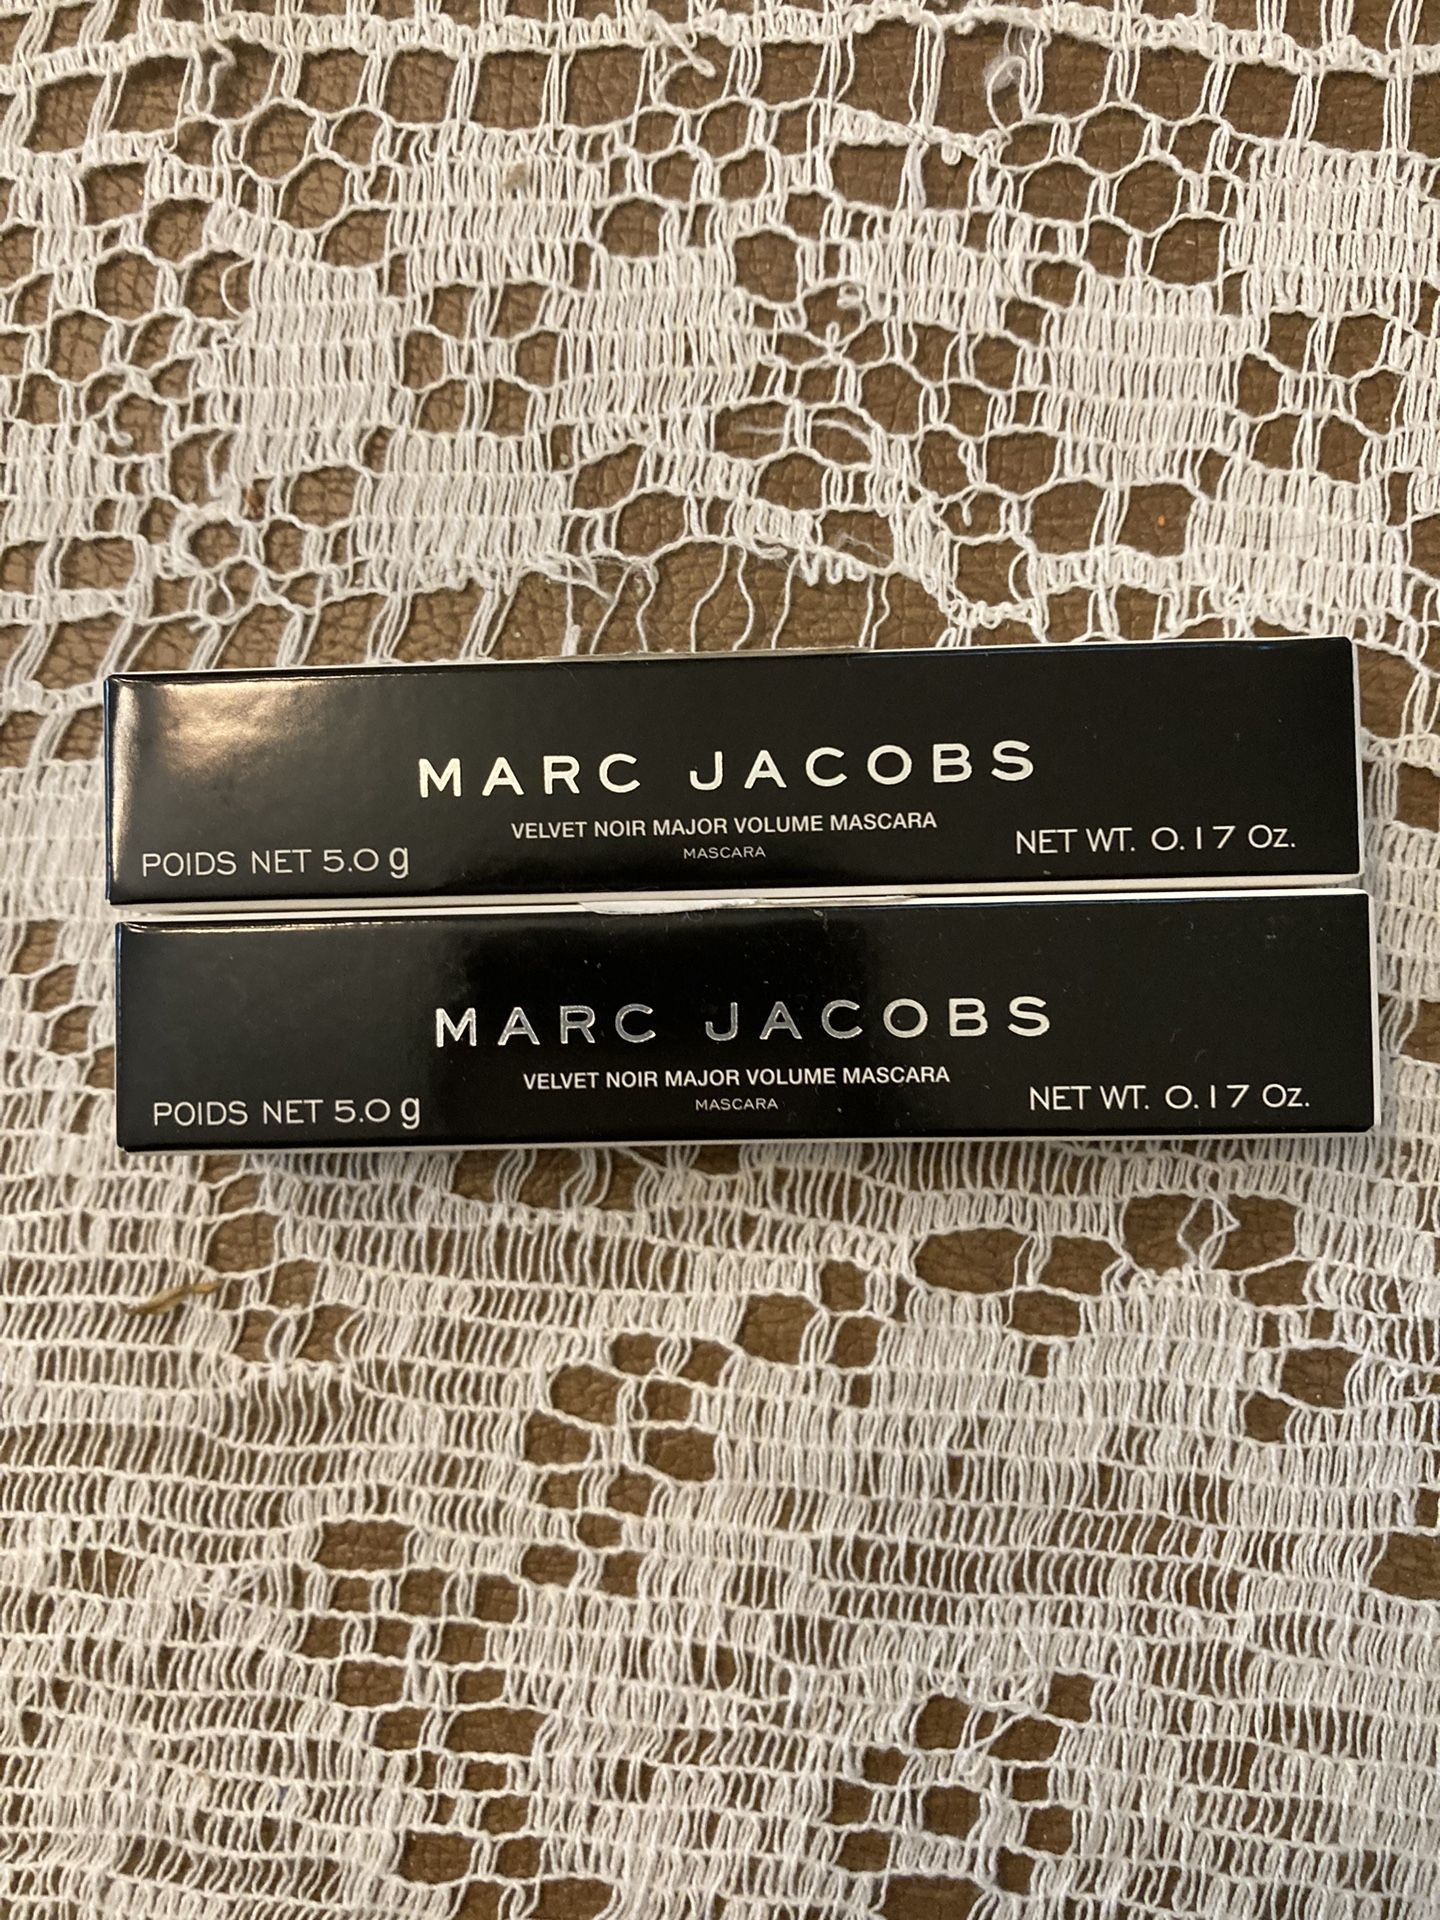 MARC JACOBS
VELVET NOIR MAJOR VOLUME MASCARA
MASCARA
POIDS NET 5.0 g
NET WT. 0.17 Oz.
MARC JACOBS
VELVET NOIR MAJOR VOLUME MASCARA
MASCARA
POIDS NET 5.0 g
NET WT. 0.17 Oz.